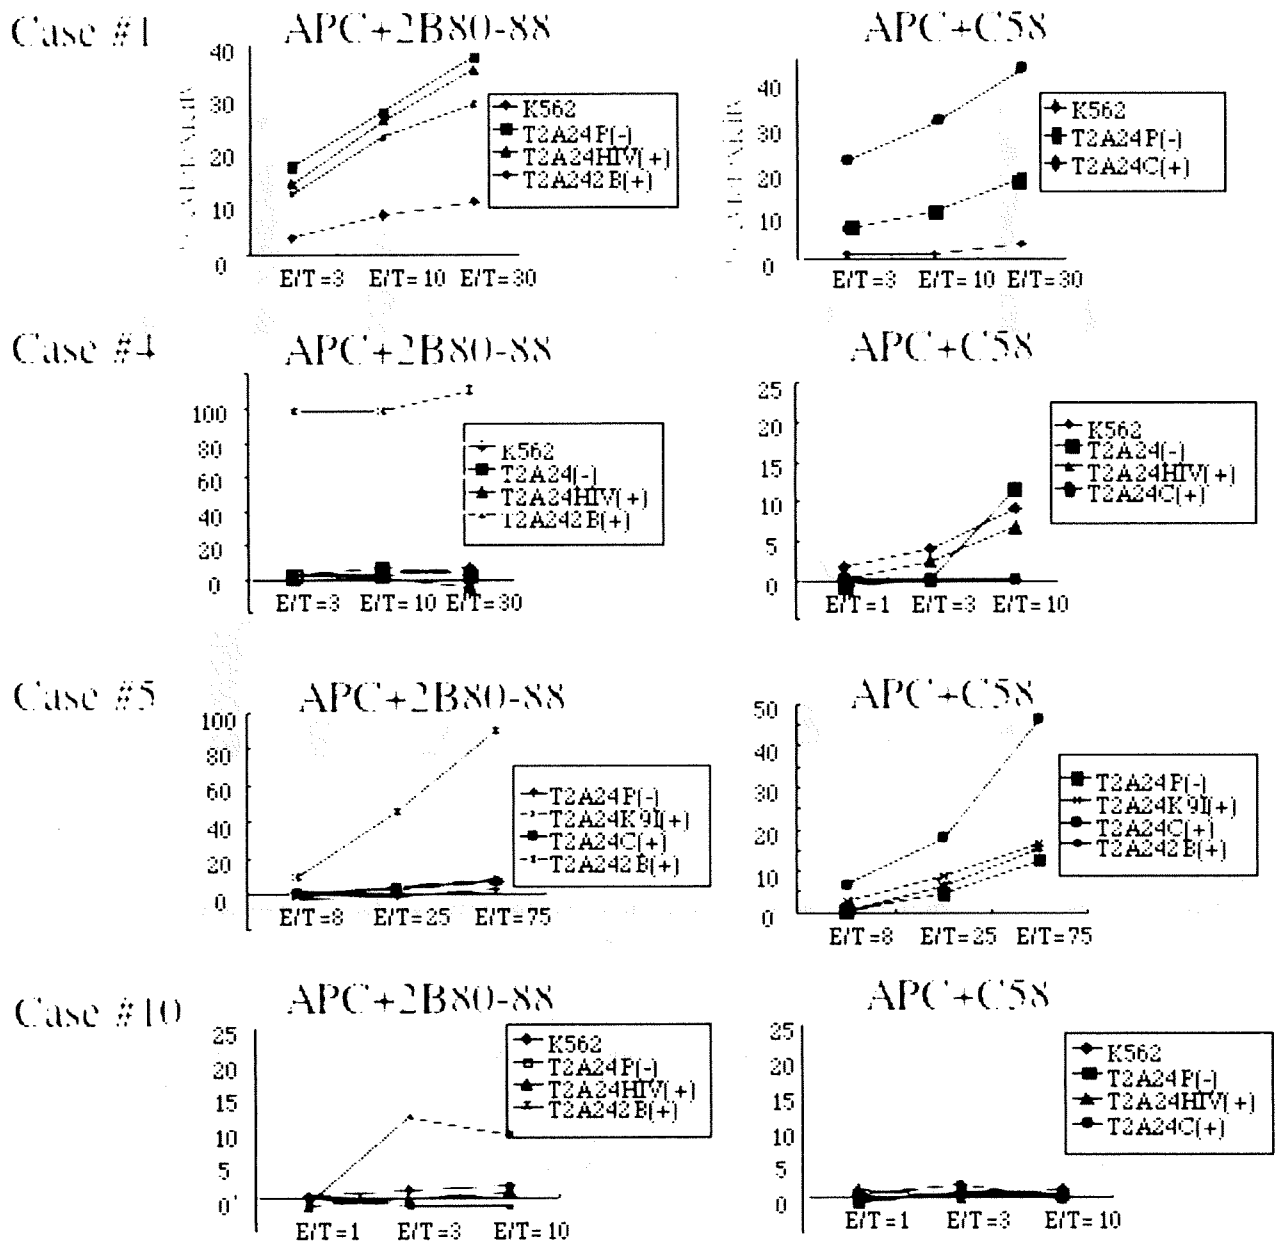 Case #1
APC+2B80-88
APC+C58
40
30
20
10
0
E/T=3 E/T=10 E/T=30
K562
T2A24P(-)
T2A24HIV(+)
T2A242B(+)
40
30
20
10
0
E/T=3 E/T=10 E/T=30
K562
T2A24P(-)
T2A24C(+)
Case #4
APC+2B80-88
APC+C58
100
80
60
40
20
0
E/T=3 E/T=10 E/T=30
K562
T2A24(-)
T2A24HIV(+)
T2A242B(+)
25
20
15
10
5
0
E/T=1 E/T=3 E/T=10
K562
T2A24(-)
T2A24HIV(+)
T2A24C(+)
Case #5
APC+2B80-88
APC+C58
100
80
60
40
20
0
E/T=8 E/T=25 E/T=75
T2A24P(-)
T2A24K9I(+)
T2A24C(+)
T2A242B(+)
50
40
30
20
10
0
E/T=8 E/T=25 E/T=75
T2A24P(-)
T2A24K9I(+)
T2A24C(+)
T2A242B(+)
Case #10
APC+2B80-88
APC+C58
25
20
15
10
5
0
E/T=1 E/T=3 E/T=10
K562
T2A24P(-)
T2A24HIV(+)
T2A242B(+)
25
20
15
10
5
0
E/T=1 E/T=3 E/T=10
K562
T2A24P(-)
T2A24HIV(+)
T2A24C(+)